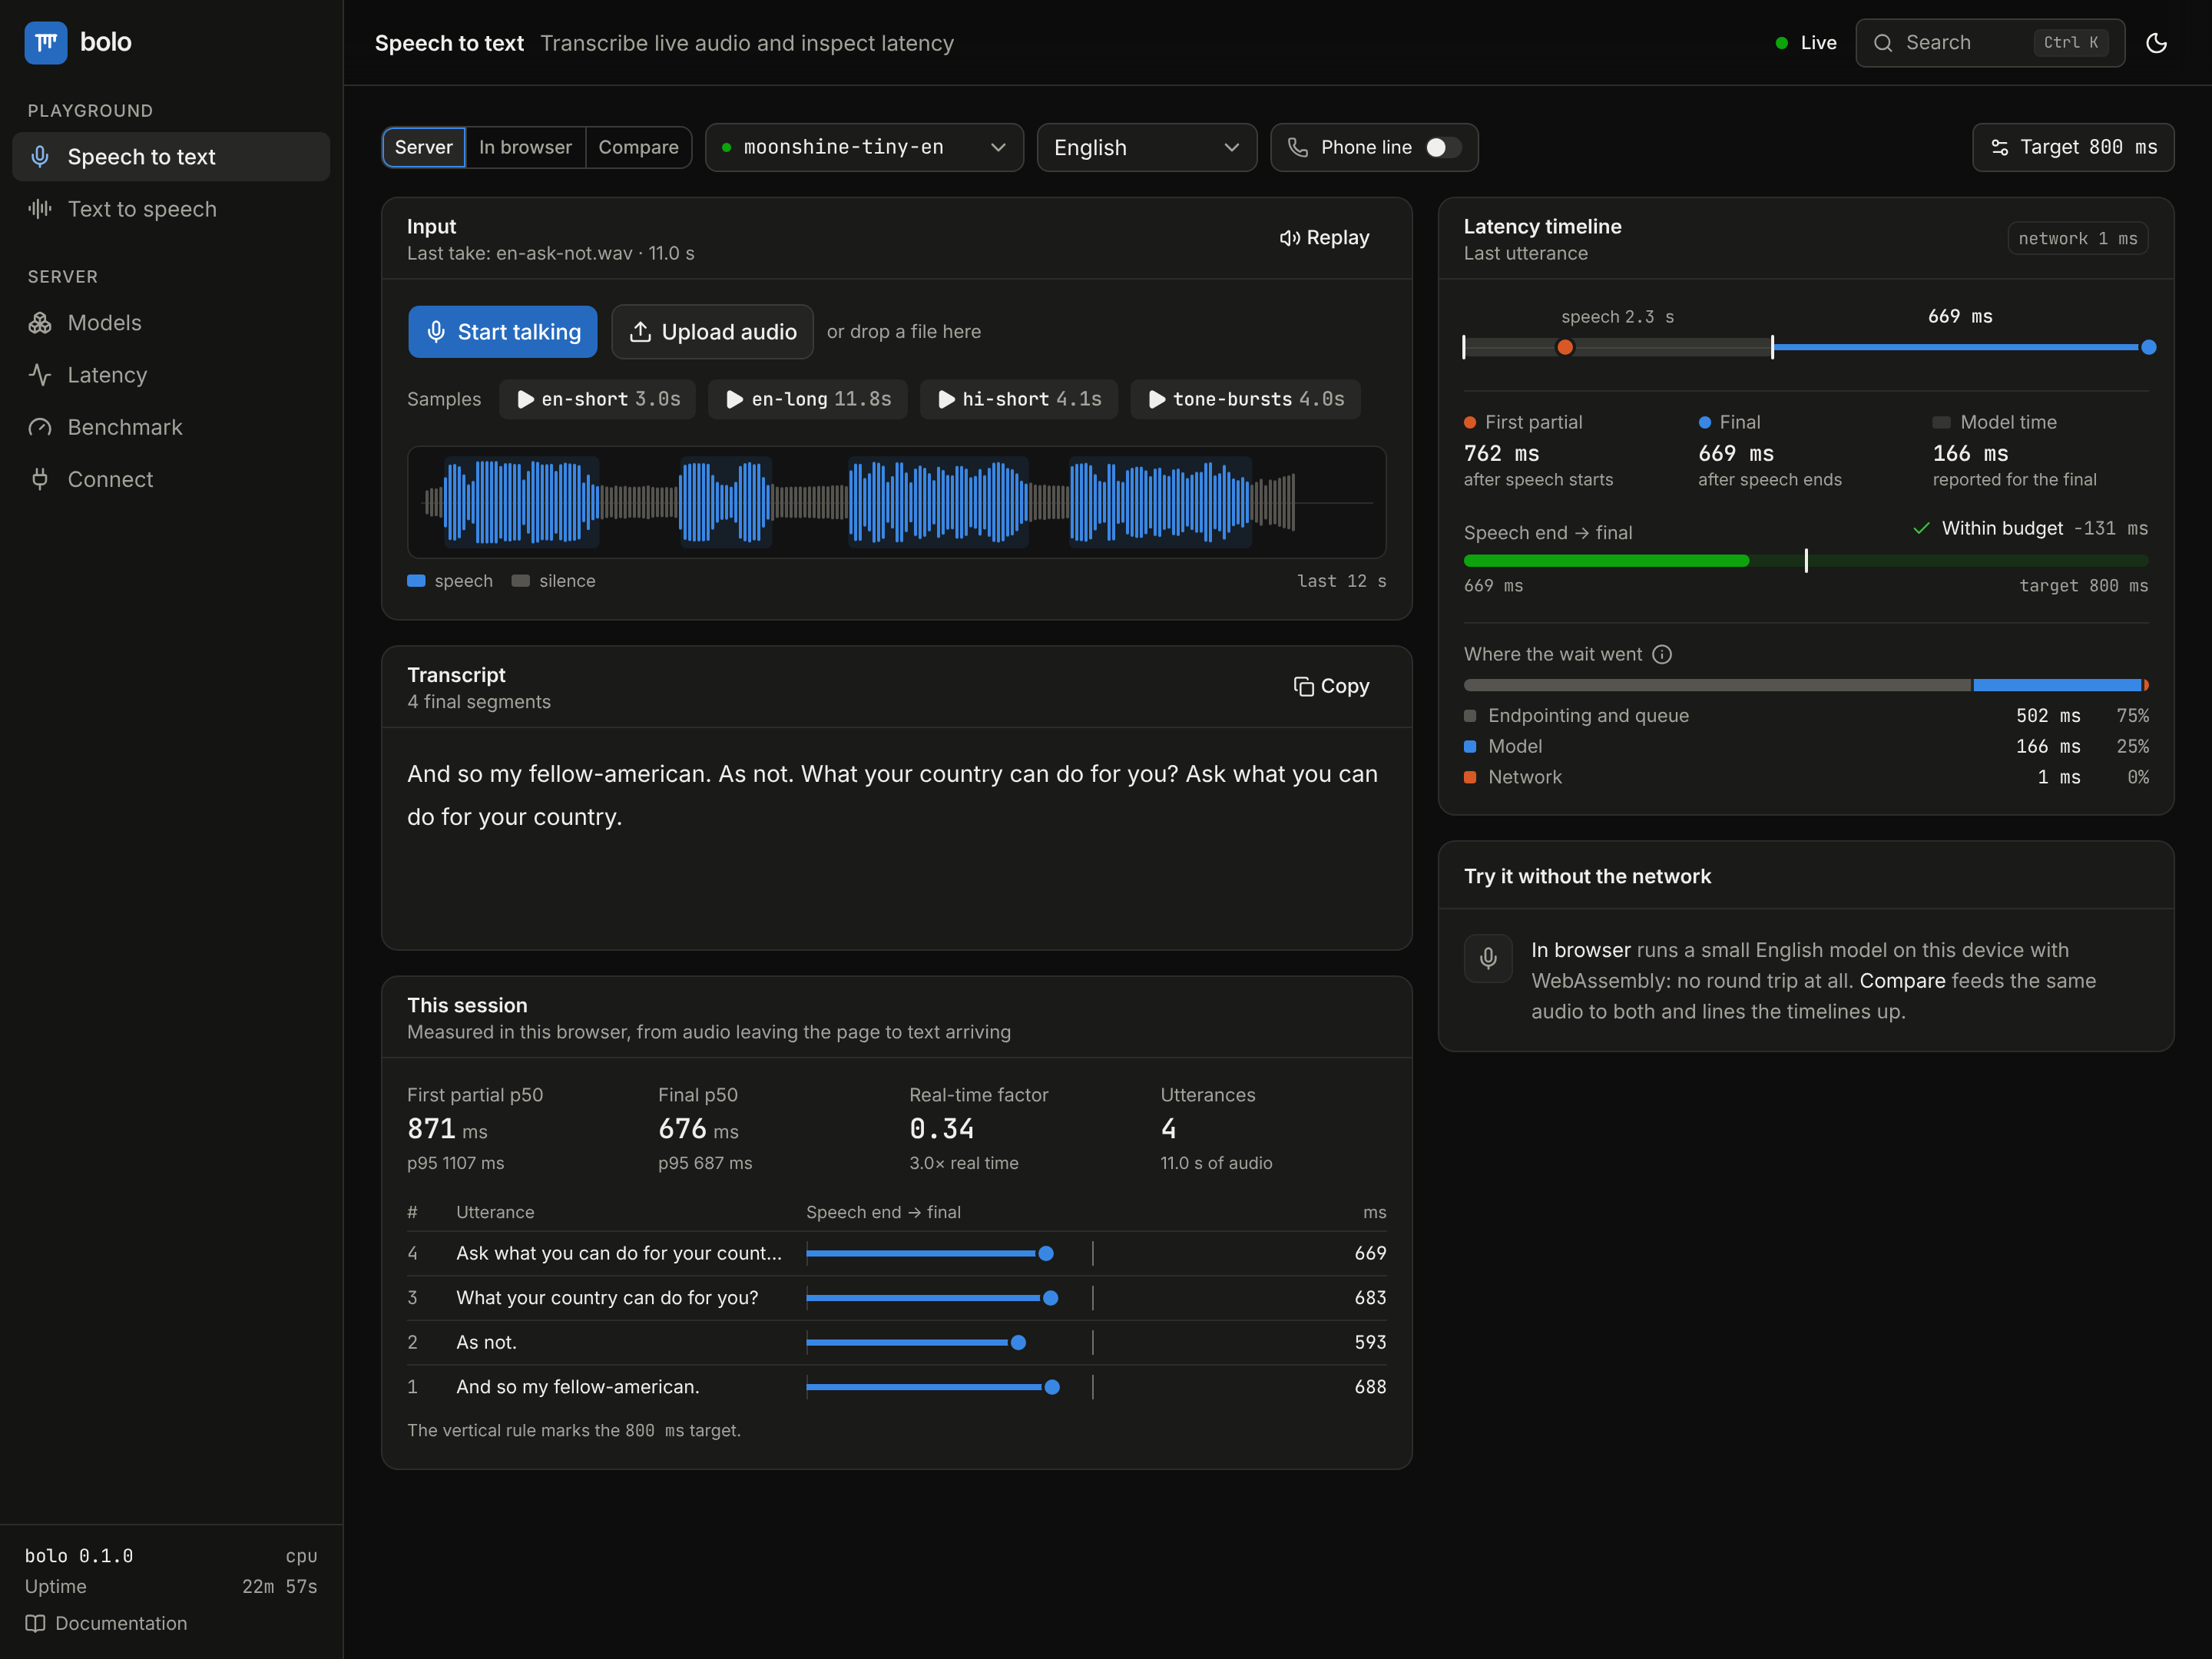 bolo
PLAYGROUND
Speech to text
Text to speech
SERVER
Models
Latency
Benchmark
Connect
bolo 0.1.0 cpu
Uptime 22m 57s
Documentation
Speech to text Transcribe live audio and inspect latency
Live
Search Ctrl K
Server In browser Compare
moonshine-tiny-en
English
Phone line
Target 800 ms
Input
Last take: en-ask-not.wav · 11.0 s
Replay
Start talking
Upload audio
or drop a file here
Samples
en-short 3.0s
en-long 11.8s
hi-short 4.1s
tone-bursts 4.0s
speech silence last 12 s
Transcript
4 final segments
Copy
And so my fellow-american. As not. What your country can do for you? Ask what you can
do for your country.
This session
Measured in this browser, from audio leaving the page to text arriving
First partial p50 Final p50 Real-time factor Utterances
871 ms 676 ms 0.34 4
p95 1107 ms p95 687 ms 3.0× real time 11.0 s of audio
# Utterance Speech end → final ms
4 Ask what you can do for your count... 669
3 What your country can do for you? 683
2 As not. 593
1 And so my fellow-american. 688
The vertical rule marks the 800 ms target.
Latency timeline
Last utterance
network 1 ms
speech 2.3 s 669 ms
First partial Final Model time
762 ms 669 ms 166 ms
after speech starts after speech ends reported for the final
Speech end → final Within budget -131 ms
669 ms target 800 ms
Where the wait went
Endpointing and queue 502 ms 75%
Model 166 ms 25%
Network 1 ms 0%
Try it without the network
In browser runs a small English model on this device with
WebAssembly: no round trip at all. Compare feeds the same
audio to both and lines the timelines up.